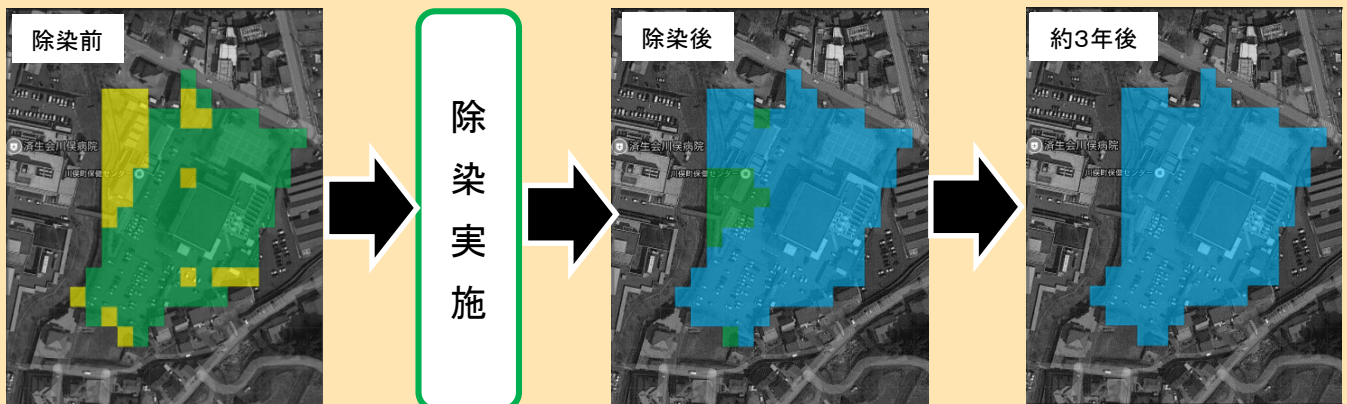 除染前
済生会川俣病院
川俣町保健センター
除染実施
除染後
済生会川俣病院
川俣町保健センター
約3年後
済生会川俣病院
川俣町保健センター